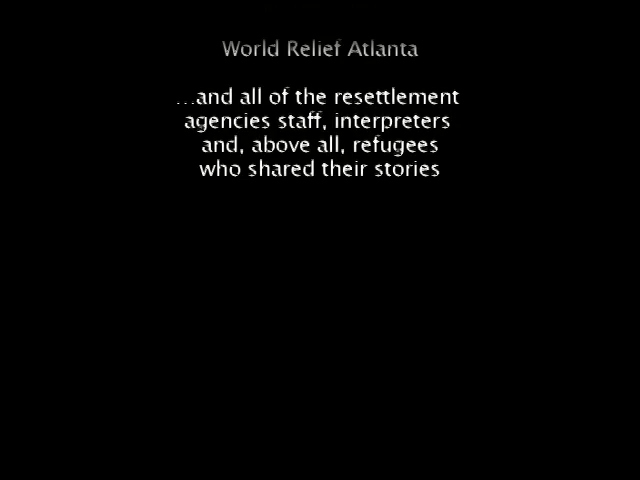 World Relief Atlanta
...and all of the resettlement
agencies staff, interpreters
and, above all, refugees
who shared their stories